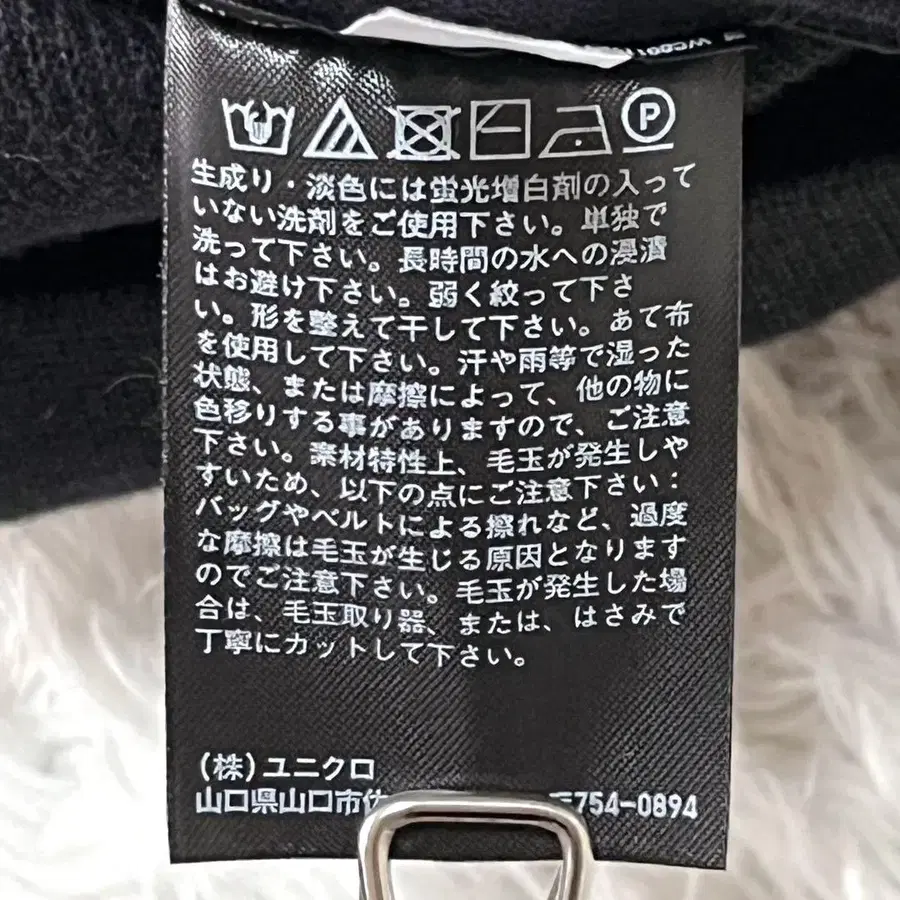 P
生成り・淡色には蛍光増白剤の入って
いない洗剤をご使用下さい。単独で
洗って下さい。長時間の水への浸漬
はお避け下さい。弱く絞って下さ
い。形を整えて干して下さい。あて布
を使用して下さい。汗や雨等で湿った
状態、または摩擦によって、他の物に
色移りする事がありますので、ご注意
下さい。素材特性上、毛玉が発生しや
すいため、以下の点にご注意下さい：
バッグやベルトによる擦れなど、過度
な摩擦は毛玉が生じる原因となります
のでご注意下さい。毛玉が発生した場
合は、毛玉取り器、または、はさみで
丁寧にカットして下さい。
(株)ユニクロ
山口県山口市佐 〒754-0894